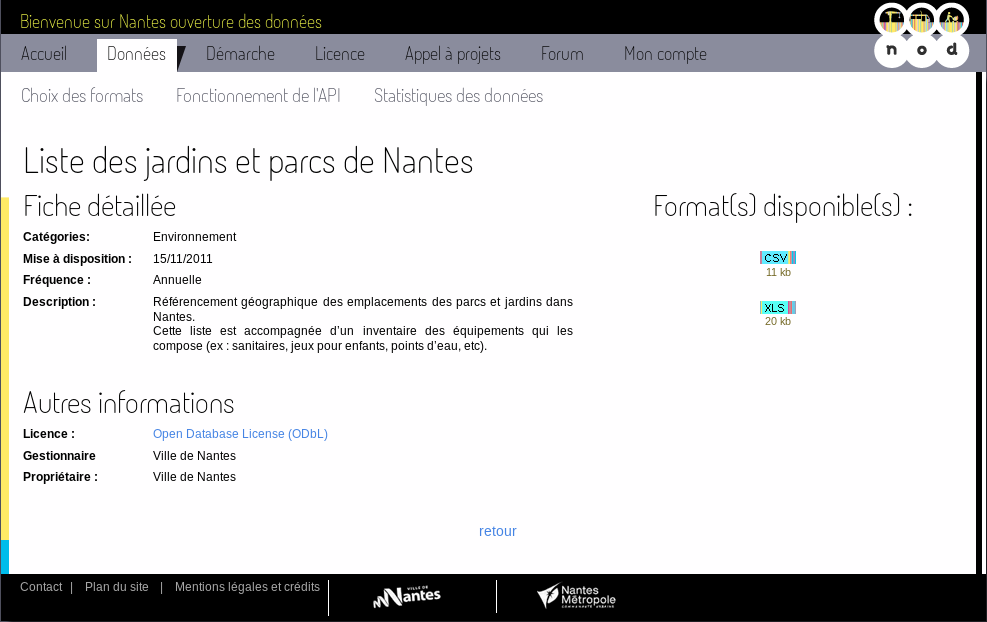 Bienvenue sur Nantes ouverture des données
nod
Accueil Données Démarche Licence Appel à projets Forum Mon compte
Choix des formats Fonctionnement de l'API Statistiques des données
Liste des jardins et parcs de Nantes
Fiche détaillée
Catégories: Environnement
Mise à disposition : 15/11/2011
Fréquence : Annuelle
Description : Référencement géographique des emplacements des parcs et jardins dans
Nantes.
Cette liste est accompagnée d'un inventaire des équipements qui les
compose (ex : sanitaires, jeux pour enfants, points d'eau, etc).
Format(s) disponible(s) :
CSV
11 kb
XLS
20 kb
Autres informations
Licence : Open Database License (ODbL)
Gestionnaire Ville de Nantes
Propriétaire : Ville de Nantes
retour
Contact | Plan du site | Mentions légales et crédits
VILLE DE
Nantes
Nantes
Métropole
COMMUNAUTÉ URBAINE